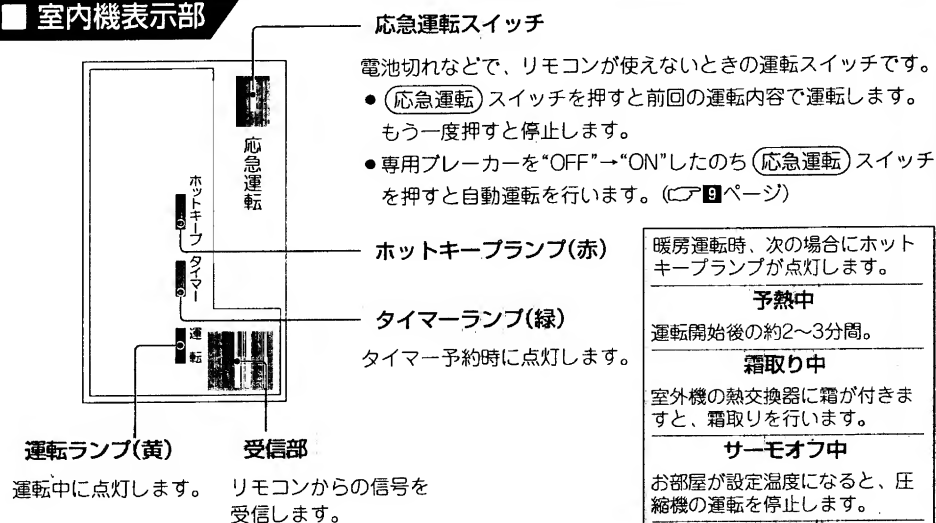 ■ 室内機表示部
応急運転スイッチ
電池切れなどで、リモコンが使えないときの運転スイッチです。
● 応急運転 スイッチを押すと前回の運転内容で運転します。
もう一度押すと停止します。
●専用ブレーカーを“OFF”→“ON”したのち 応急運転 スイッチ
を押すと自動運転を行います。(☞9ページ)
応急運転
ホットキープ
タイマー
運転
ホットキープランプ(赤)
タイマーランプ(緑)
タイマー予約時に点灯します。
運転ランプ(黄)
運転中に点灯します。
受信部
リモコンからの信号を
受信します。
暖房運転時、次の場合にホット
キープランプが点灯します。
予熱中
運転開始後の約2〜3分間。
霜取り中
室外機の熱交換器に霜が付きま
すと、霜取りを行います。
サーモオフ中
お部屋が設定温度になると、圧
縮機の運転を停止します。